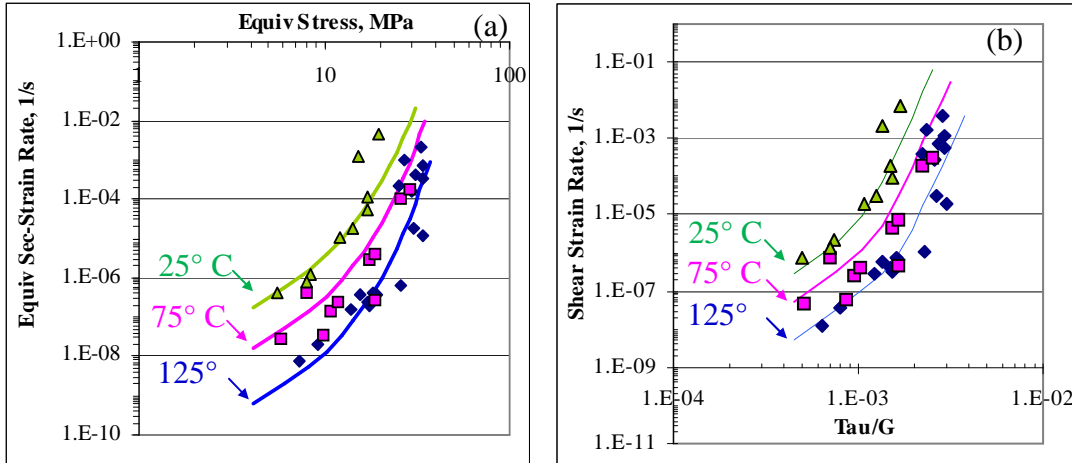 Equiv Stress, MPa
(a)
1.E+00
1
10
100
1.E-02
1.E-04
1.E-06
1.E-08
1.E-10
Equiv Sec-Strain Rate, 1/s
25° C
75° C
125°
(b)
1.E-01
1.E-03
1.E-05
1.E-07
1.E-09
1.E-11
Shear Strain Rate, 1/s
25° C
75° C
125°
1.E-04
1.E-03
1.E-02
Tau/G